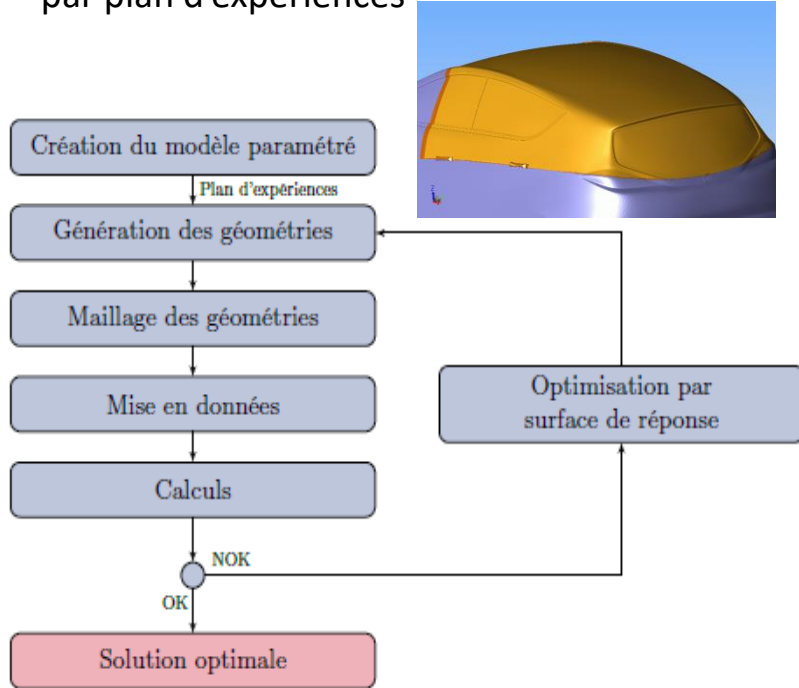 par plan d'expériences
Création du modèle paramétré
Plan d'expériences
Génération des géométries
Maillage des géométries
Mise en données
Optimisation par
surface de réponse
Calculs
NOK
OK
Solution optimale